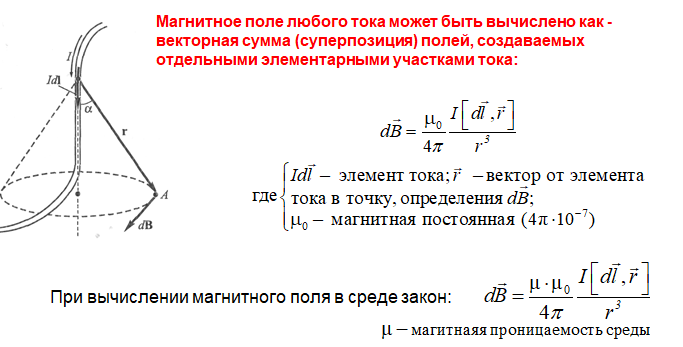 Магнитное поле любого тока может быть вычислено как -
векторная сумма (суперпозиция) полей, создаваемых
отдельными элементарными участками тока:
I
Idl
α
r
A
dB
dB⃗ = μ₀/4π I[dl⃗, r⃗]/r³
где { Idl⃗ – элемент тока; r⃗ – вектор от элемента
тока в точку, определения dB⃗;
μ₀ – магнитная постоянная (4π·10⁻⁷)
При вычислении магнитного поля в среде закон: dB⃗ = μ·μ₀/4π I[dl⃗, r⃗]/r³
μ – магитнаяя проницаемость среды